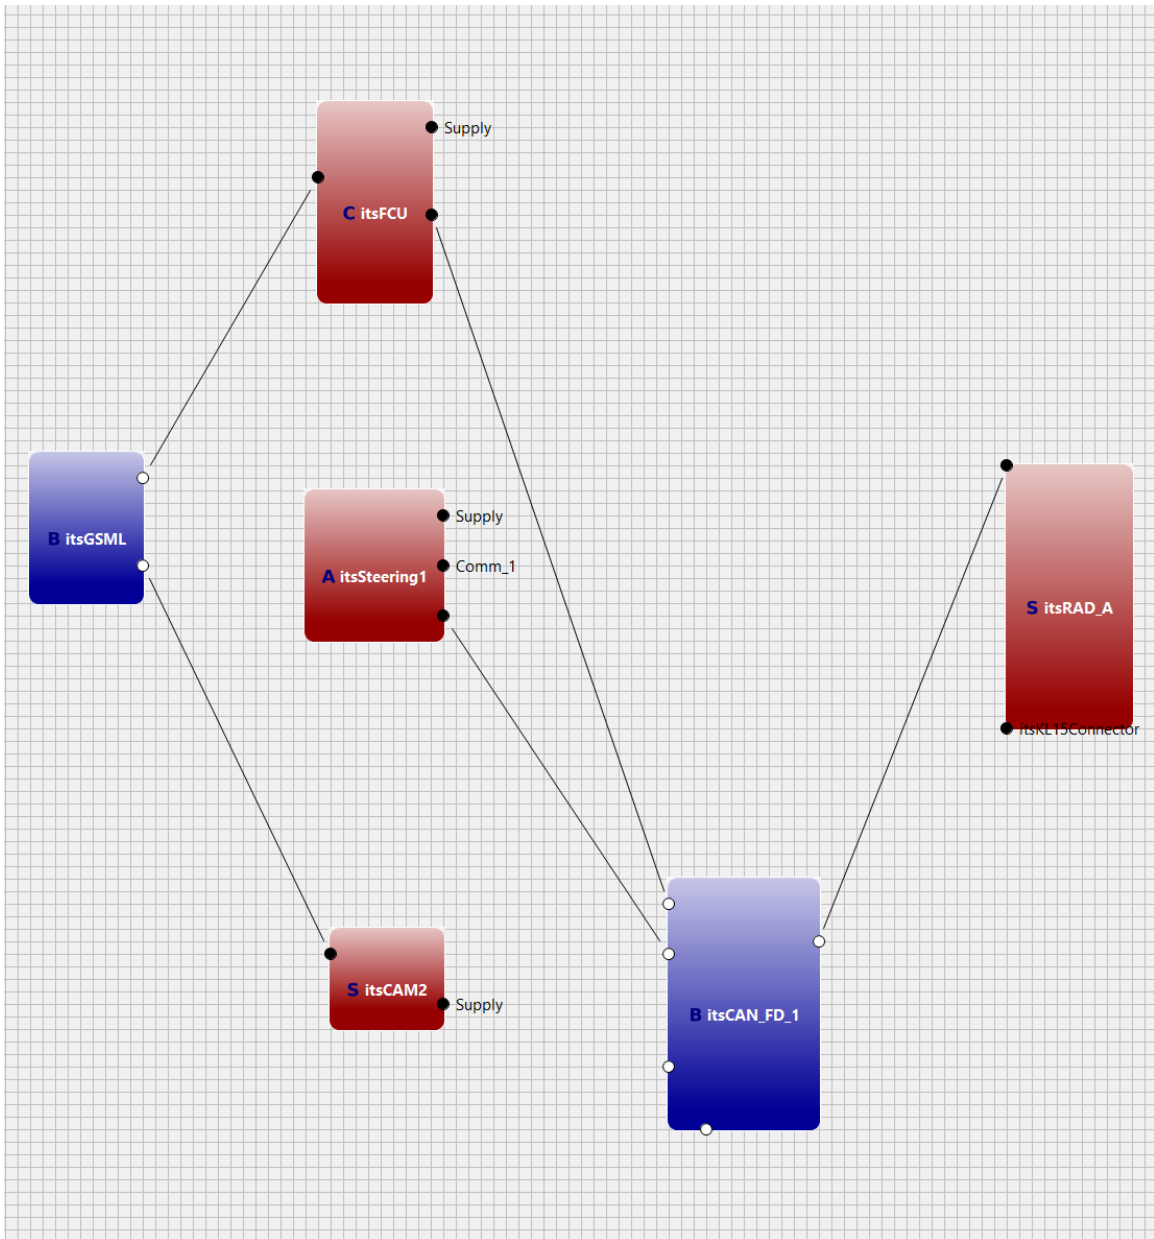 Supply
C itsFCU
Supply
B itsGSML
Comm_1
A itsSteering1
S itsRAD_A
itsKL15Connector
S itsCAM2
Supply
B itsCAN_FD_1